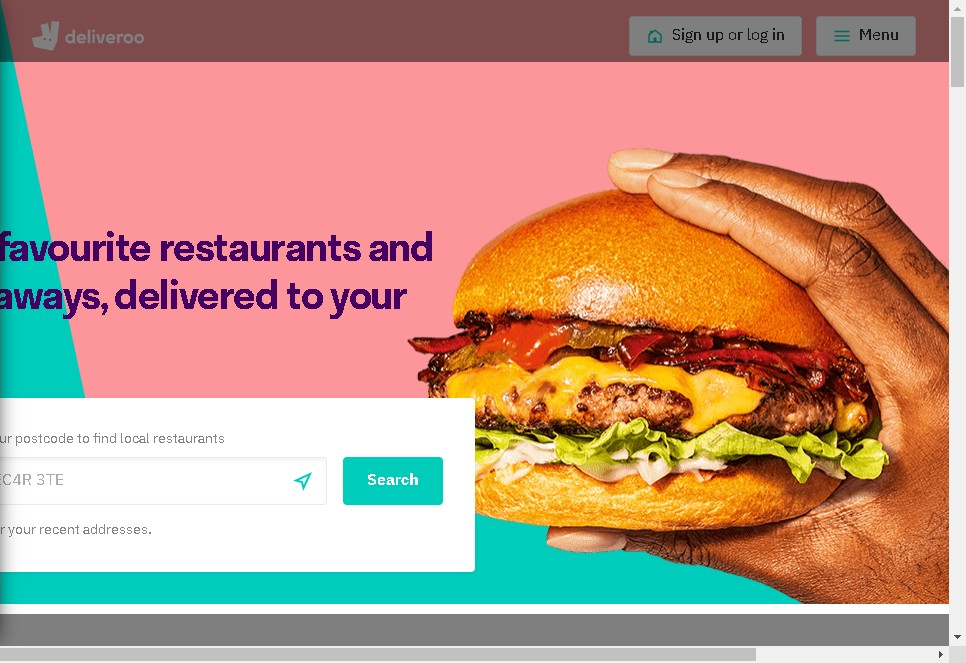 deliveroo
Sign up or log in
Menu
favourite restaurants and
aways, delivered to your
ur postcode to find local restaurants
EC4R 3TE
Search
r your recent addresses.